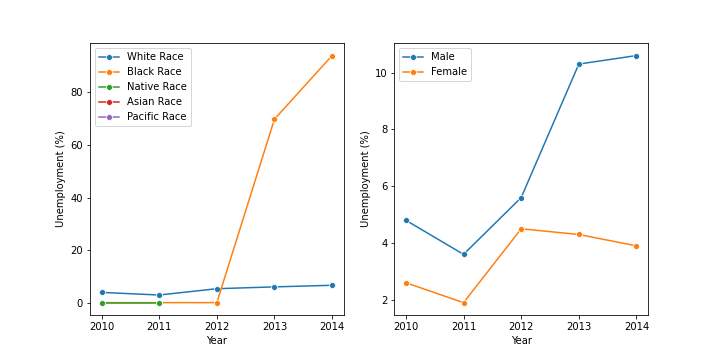 White Race
Black Race
Native Race
Asian Race
Pacific Race
Unemployment (%)
80
60
40
20
0
2010 2011 2012 2013 2014
Year
Male
Female
Unemployment (%)
10
8
6
4
2
2010 2011 2012 2013 2014
Year